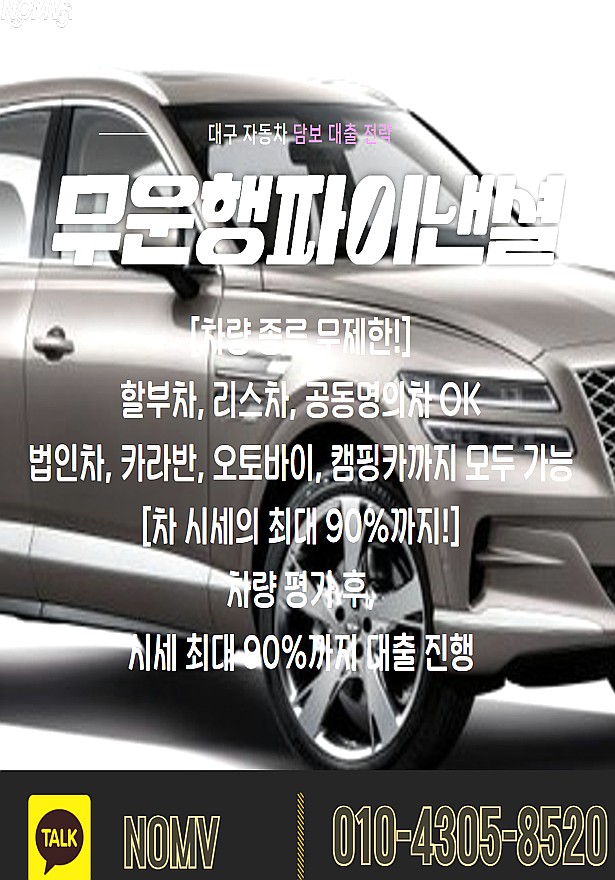 NOMV
대구 자동차 담보 대출 전략
무운행파이낸셜
[차량 종류 무제한!]
할부차, 리스차, 공동명의차 OK
법인차, 카라반, 오토바이, 캠핑카까지 모두 가능
[차 시세의 최대 90%까지!]
차량 평가 후,
시세 최대 90%까지 대출 진행
TALK
NOMV
010-4305-8520